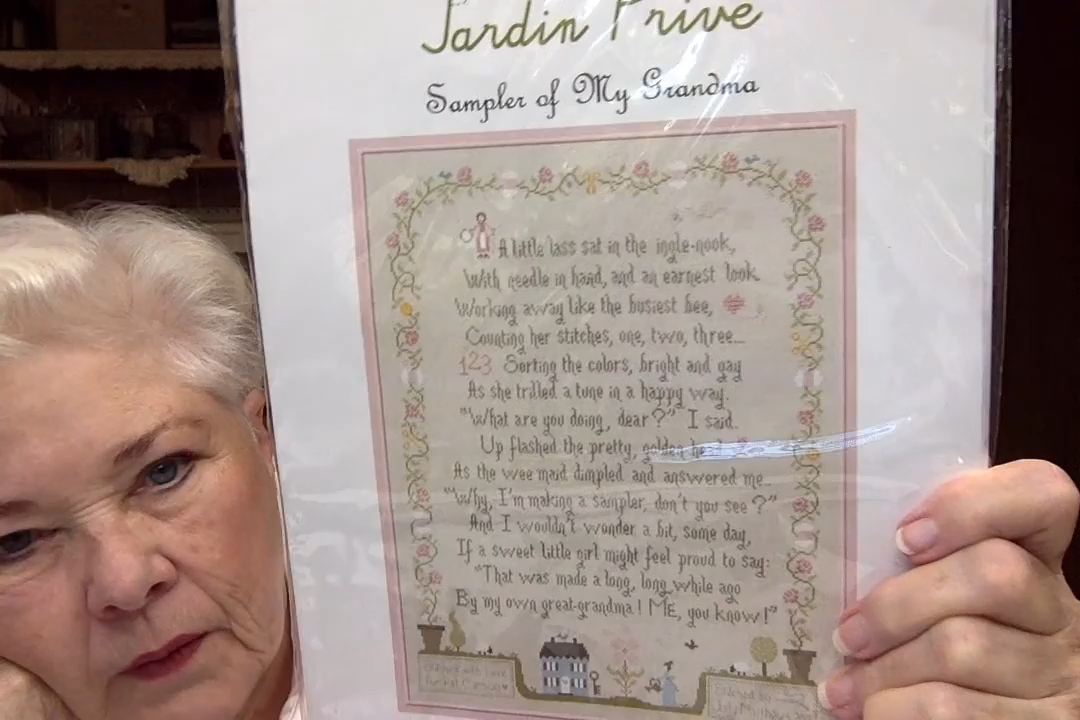 Jardin Privé
Sampler of My Grandma
A little lass sat in the ingle-nook,
With needle in hand, and an earnest look
Working away like the busiest bee,
Counting her stitches, one, two, three...
123 Sorting the colors, bright and gay
As she trilled a tune in a happy way.
"What are you doing, dear?" I said.
Up flashed the pretty, golden
As the wee maid dimpled and answered me..
"Why, I'm making a sampler, don't you see?"
And I wouldn't wonder a bit, some day,
If a sweet little girl might feel proud to say:
"That was made a long, long while ago
By my own great-grandma! ME, you know!"